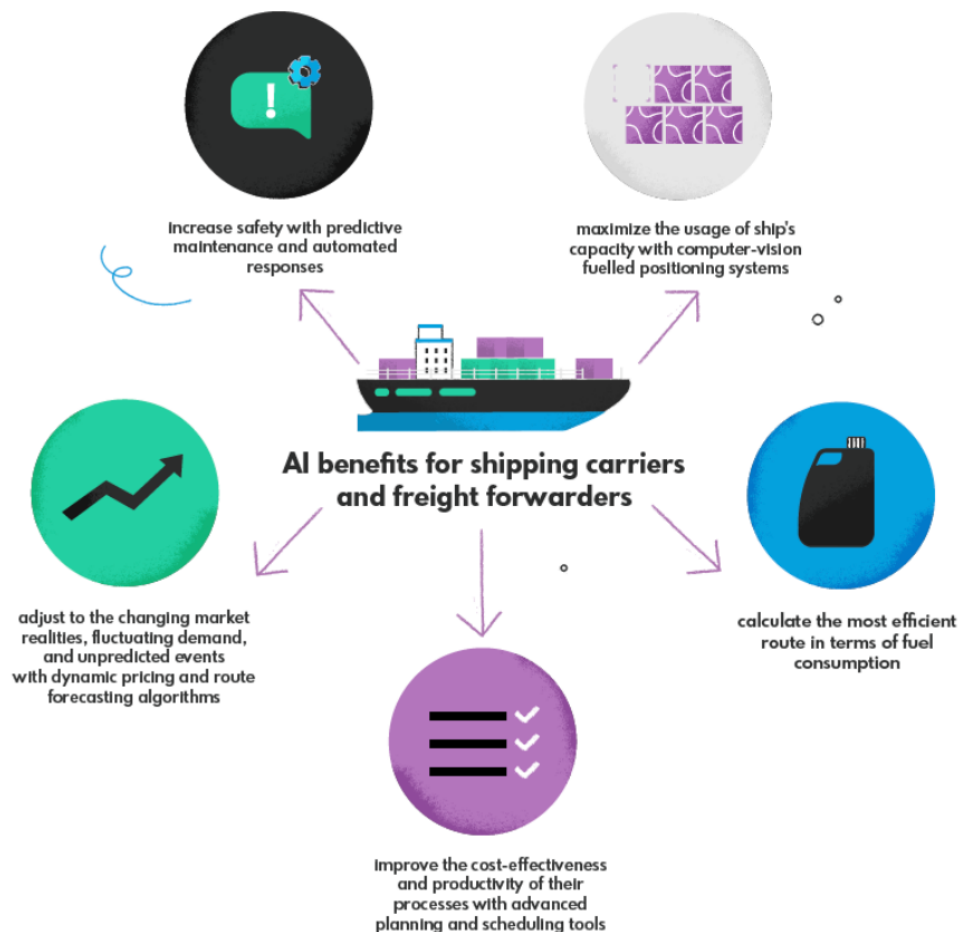 increase safety with predictive
maintenance and automated
responses
maximize the usage of ship's
capacity with computer-vision
fuelled positioning systems
AI benefits for shipping carriers
and freight forwarders
adjust to the changing market
realities, fluctuating demand,
and unpredicted events
with dynamic pricing and route
forecasting algorithms
calculate the most efficient
route in terms of fuel
consumption
improve the cost-effectiveness
and productivity of their
processes with advanced
planning and scheduling tools